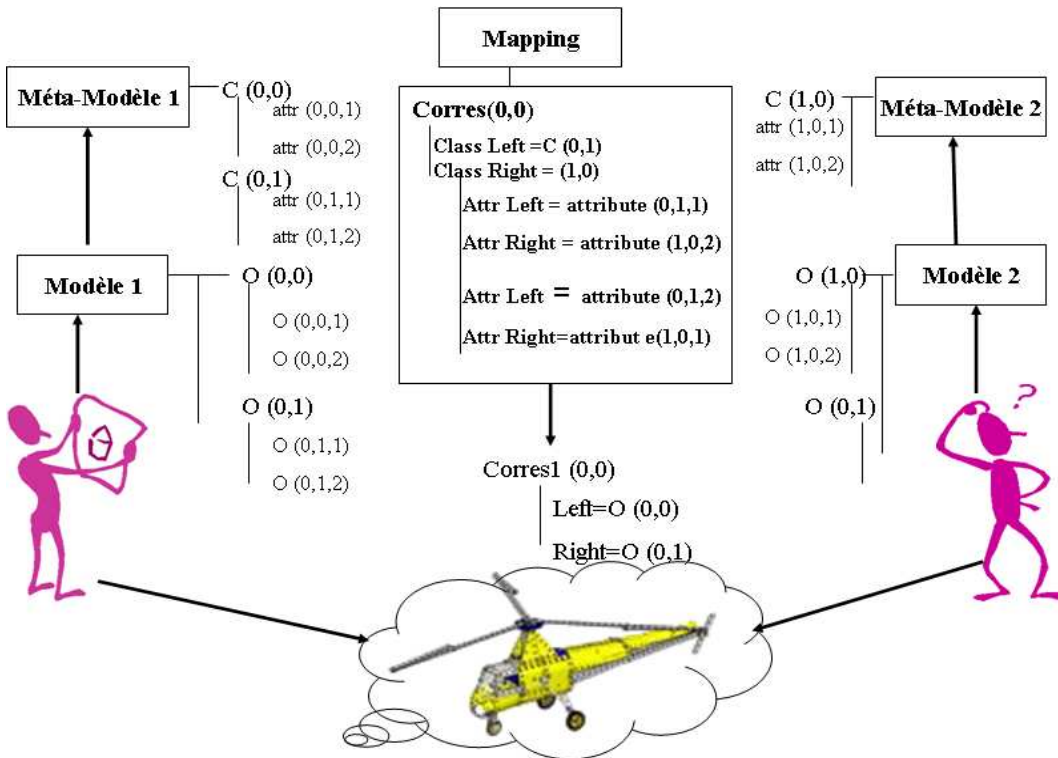 Mapping
Méta-Modèle 1
C (0,0)
attr (0,0,1)
attr (0,0,2)
C (0,1)
attr (0,1,1)
attr (0,1,2)
Modèle 1
O (0,0)
O (0,0,1)
O (0,0,2)
O (0,1)
O (0,1,1)
O (0,1,2)
Corres(0,0)
Class Left =C (0,1)
Class Right = (1,0)
Attr Left = attribute (0,1,1)
Attr Right = attribute (1,0,2)
Attr Left = attribute (0,1,2)
Attr Right=attribut e(1,0,1)
Corres1 (0,0)
Left=O (0,0)
Right=O (0,1)
C (1,0)
attr (1,0,1)
attr (1,0,2)
Méta-Modèle 2
O (1,0)
O (1,0,1)
O (1,0,2)
O (0,1)
Modèle 2
?